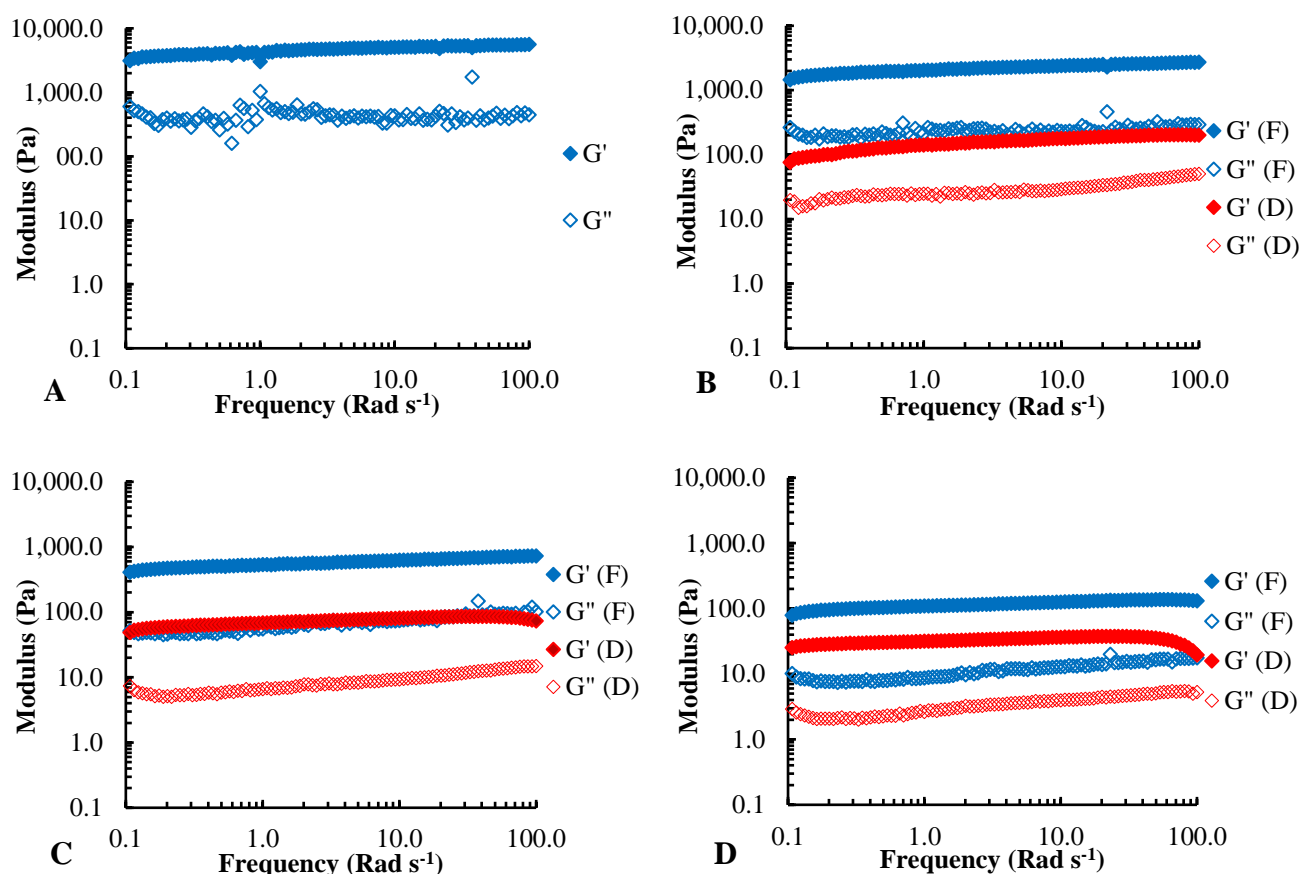 10,000.0
1,000.0
00.0
10.0
1.0
0.1
Modulus (Pa)
0.1 1.0 10.0 100.0
Frequency (Rad s⁻¹)
G'
G"
A
10,000.0
1,000.0
100.0
10.0
1.0
0.1
Modulus (Pa)
0.1 1.0 10.0 100.0
Frequency (Rad s⁻¹)
G' (F)
G" (F)
G' (D)
G" (D)
B
10,000.0
1,000.0
100.0
10.0
1.0
0.1
Modulus (Pa)
0.1 1.0 10.0 100.0
Frequency (Rad s⁻¹)
G' (F)
G" (F)
G' (D)
G" (D)
C
10,000.0
1,000.0
100.0
10.0
1.0
0.1
Modulus (Pa)
0.1 1.0 10.0 100.0
Frequency (Rad s⁻¹)
G' (F)
G" (F)
G' (D)
G" (D)
D